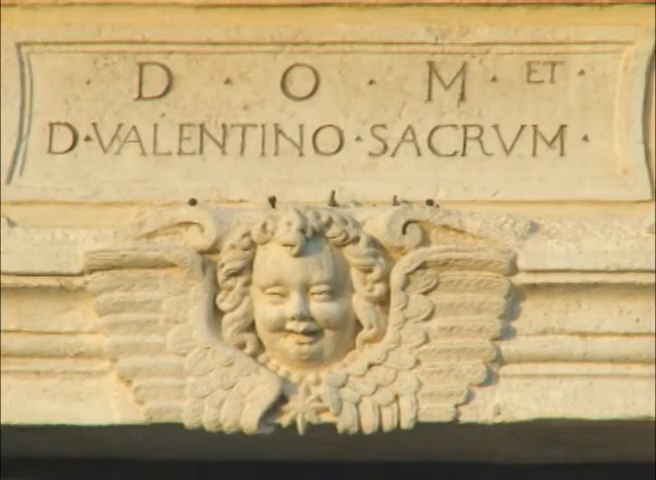 · D · O · M · ET ·
D · VALENTINO · SACRVM ·